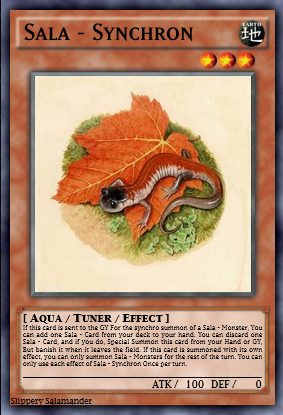 Sala - Synchron
EARTH
地
[ Aqua / Tuner / Effect ]
If this card is sent to the GY For the synchro summon of a Sala - Monster, You
can add one Sala - Card from your deck to your hand. You can discard one
Sala - Card, and if you do, Special Summon this card from your Hand or GY,
But banish it when it leaves the field. If this card is summoned with its own
effect, you can only summon Sala - Monsters for the rest of the turn. You can
only use each effect of Sala - Synchron Once per turn.
ATK / 100 DEF / 0
Slippery Salamander